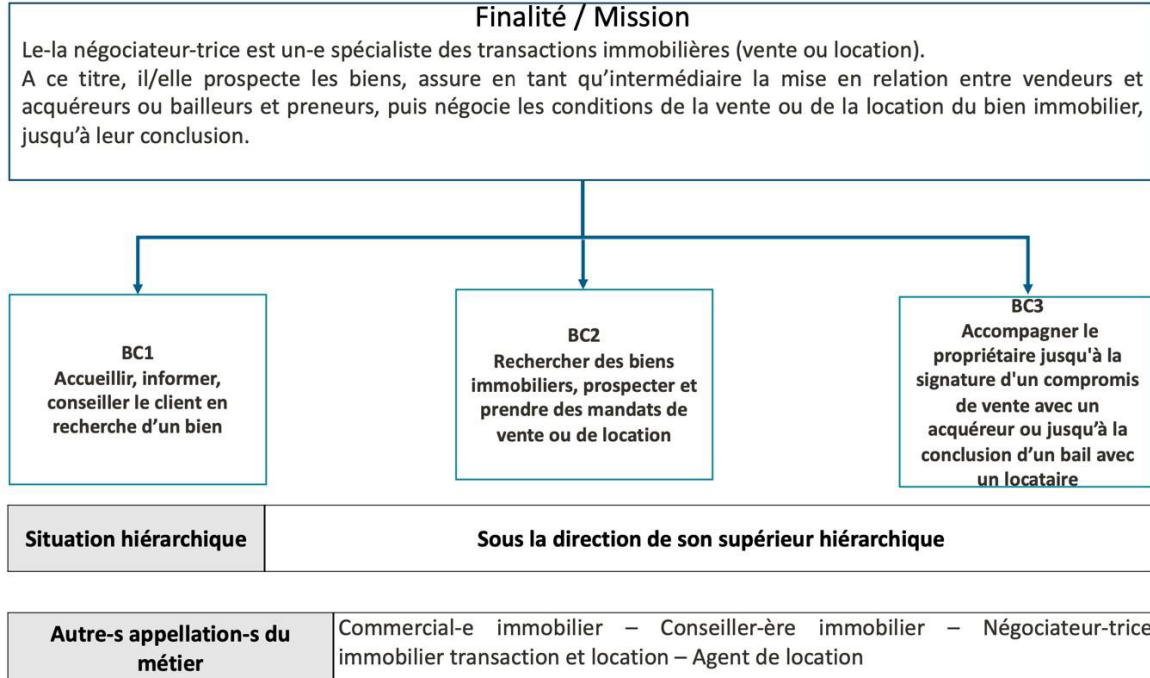 Finalité / Mission
Le-la négociateur-trice est un-e spécialiste des transactions immobilières (vente ou location).
A ce titre, il/elle prospecte les biens, assure en tant qu’intermédiaire la mise en relation entre vendeurs et
acquéreurs ou bailleurs et preneurs, puis négocie les conditions de la vente ou de la location du bien immobilier,
jusqu’à leur conclusion.
BC1
Accueillir, informer,
conseiller le client en
recherche d’un bien
BC2
Rechercher des biens
immobiliers, prospecter et
prendre des mandats de
vente ou de location
BC3
Accompagner le
propriétaire jusqu'à la
signature d'un compromis
de vente avec un
acquéreur ou jusqu’à la
conclusion d’un bail avec
un locataire
Situation hiérarchique
Sous la direction de son supérieur hiérarchique
Autre-s appellation-s du
métier
Commercial-e immobilier – Conseiller-ère immobilier – Négociateur-trice
immobilier transaction et location – Agent de location